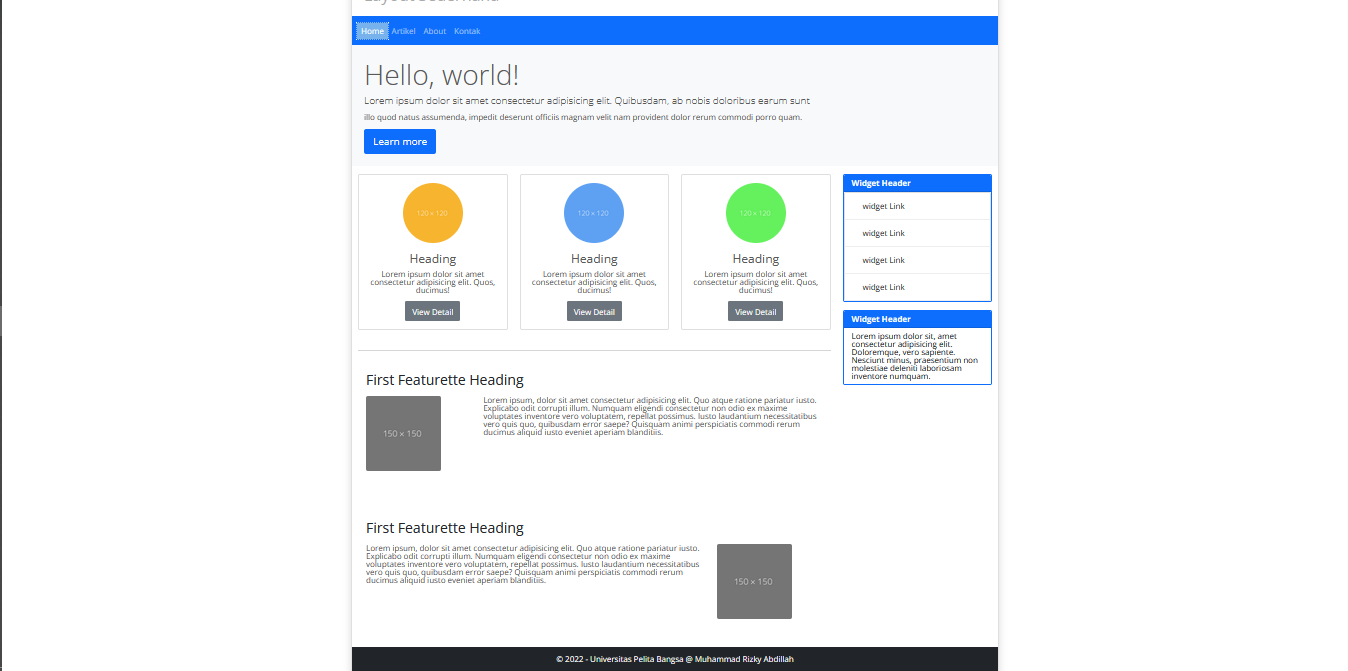 Layout Sederhana
Home Artikel About Kontak
Hello, world!
Lorem ipsum dolor sit amet consectetur adipisicing elit. Quibusdam, ab nobis doloribus earum sunt
illo quod natus assumenda, impedit deserunt officiis magnam velit nam provident dolor rerum commodi porro quam.
Learn more
120 × 120
Heading
Lorem ipsum dolor sit amet
consectetur adipisicing elit. Quos,
ducimus!
View Detail
120 × 120
Heading
Lorem ipsum dolor sit amet
consectetur adipisicing elit. Quos,
ducimus!
View Detail
120 × 120
Heading
Lorem ipsum dolor sit amet
consectetur adipisicing elit. Quos,
ducimus!
View Detail
Widget Header
widget Link
widget Link
widget Link
widget Link
Widget Header
Lorem ipsum dolor sit, amet
consectetur adipisicing elit.
Doloremque, vero sapiente.
Nesciunt minus, praesentium non
molestiae deleniti laboriosam
inventore numquam.
First Featurette Heading
150 × 150
Lorem ipsum, dolor sit amet consectetur adipisicing elit. Quo atque ratione pariatur iusto.
Explicabo odit corrupti illum. Numquam eligendi consectetur non odio ex maxime
voluptates inventore vero voluptatem, repellat possimus. Iusto laudantium necessitatibus
vero quis quo, quibusdam error saepe? Quisquam animi perspiciatis commodi rerum
ducimus aliquid iusto eveniet aperiam blanditiis.
First Featurette Heading
Lorem ipsum, dolor sit amet consectetur adipisicing elit. Quo atque ratione pariatur iusto.
Explicabo odit corrupti illum. Numquam eligendi consectetur non odio ex maxime
voluptates inventore vero voluptatem, repellat possimus. Iusto laudantium necessitatibus
vero quis quo, quibusdam error saepe? Quisquam animi perspiciatis commodi rerum
ducimus aliquid iusto eveniet aperiam blanditiis.
150 × 150
© 2022 - Universitas Pelita Bangsa @ Muhammad Rizky Abdillah